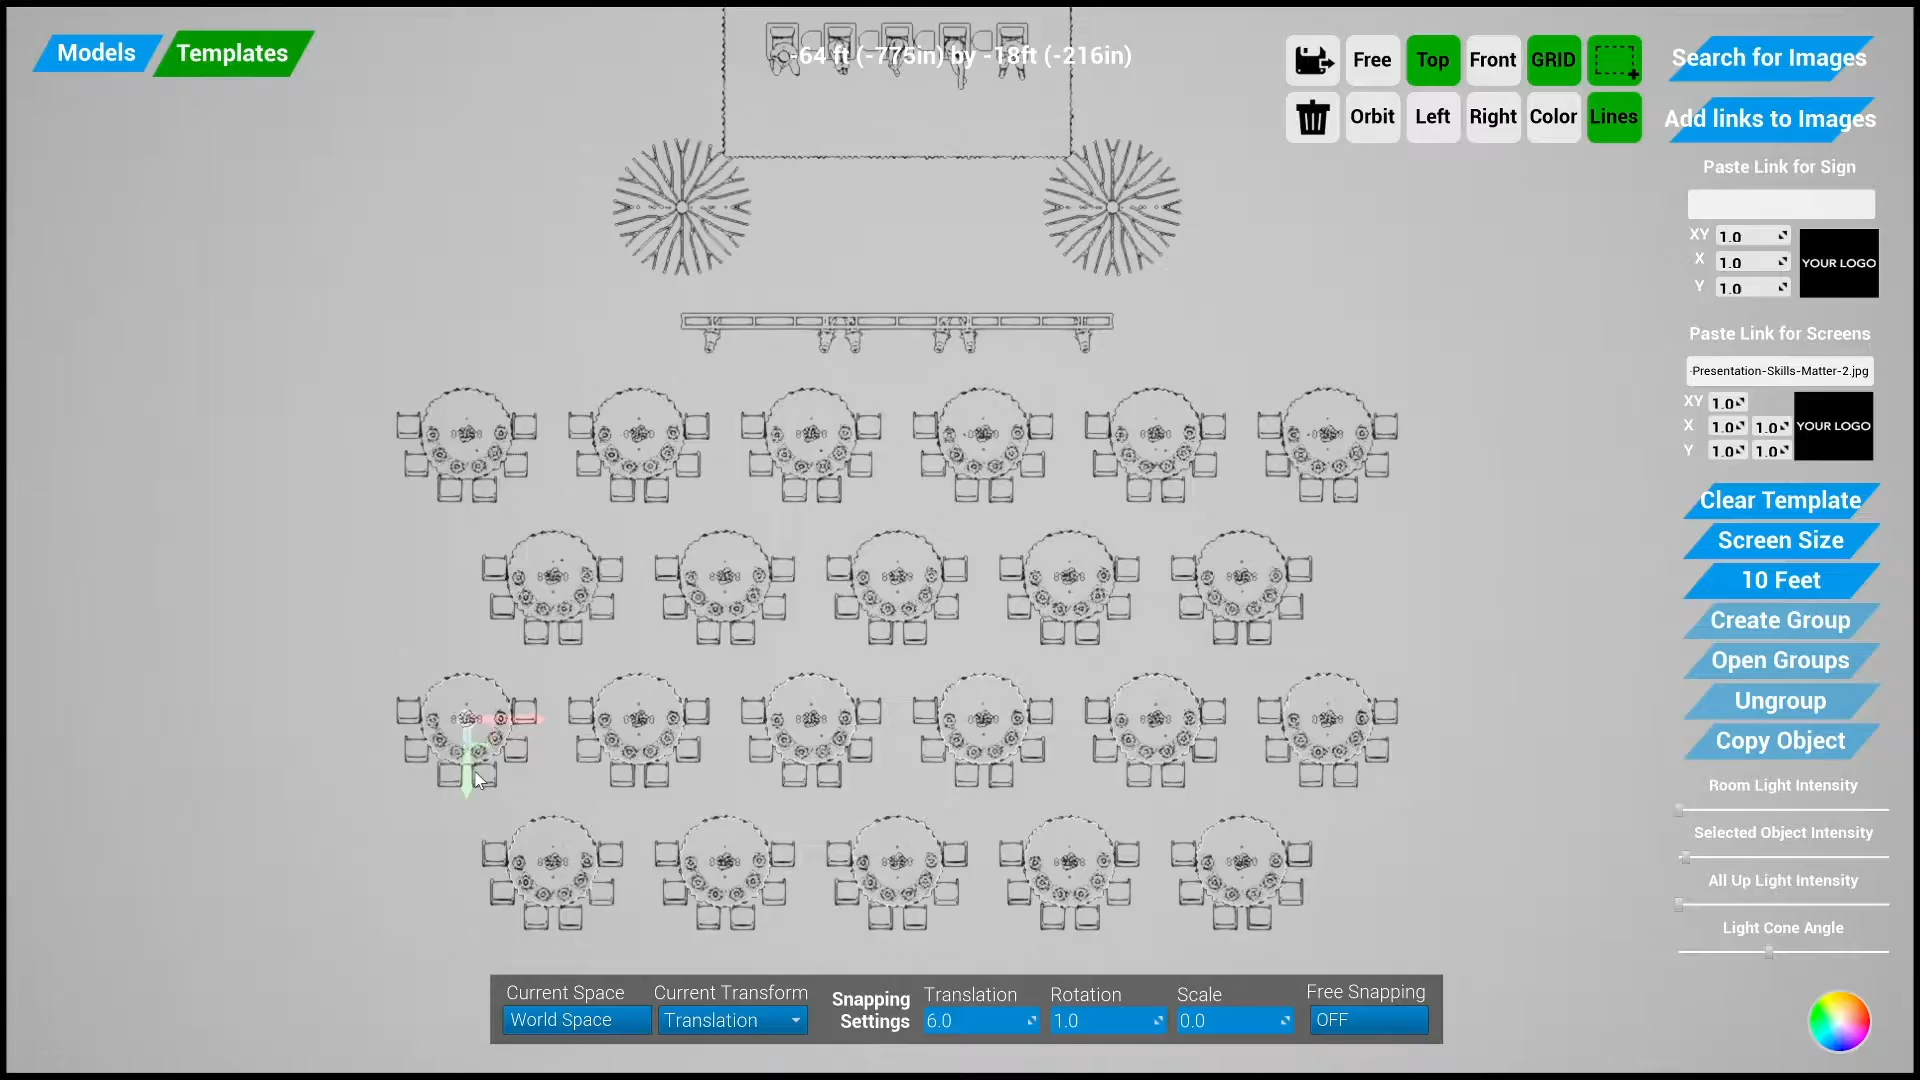 Models
Templates
-64 ft (-775in) by -18ft (-216in)
Free
Top
Front
GRID
Orbit
Left
Right
Color
Lines
Search for Images
Add links to Images
Paste Link for Sign
XY 1.0
X 1.0
Y 1.0
YOUR LOGO
Paste Link for Screens
-Presentation-Skills-Matter-2.jpg
XY 1.0
X 1.0 1.0
Y 1.0 1.0
YOUR LOGO
Clear Template
Screen Size
10 Feet
Create Group
Open Groups
Ungroup
Copy Object
Room Light Intensity
Selected Object Intensity
All Up Light Intensity
Light Cone Angle
Current Space
World Space
Current Transform
Translation
Snapping
Settings
Translation
6.0
Rotation
1.0
Scale
0.0
Free Snapping
OFF